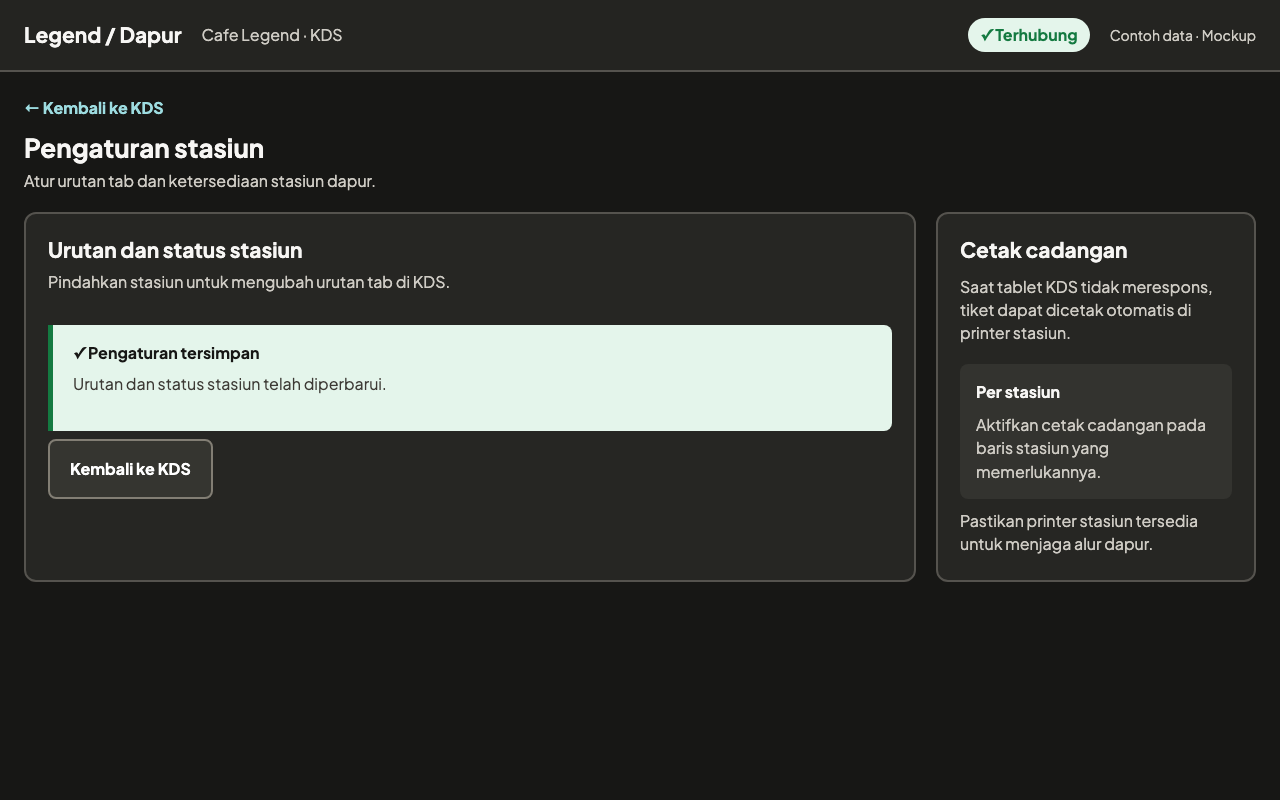 Legend / Dapur
Cafe Legend · KDS
✓Terhubung
Contoh data · Mockup
← Kembali ke KDS
Pengaturan stasiun
Atur urutan tab dan ketersediaan stasiun dapur.
Urutan dan status stasiun
Pindahkan stasiun untuk mengubah urutan tab di KDS.
✓Pengaturan tersimpan
Urutan dan status stasiun telah diperbarui.
Kembali ke KDS
Cetak cadangan
Saat tablet KDS tidak merespons,
tiket dapat dicetak otomatis di
printer stasiun.
Per stasiun
Aktifkan cetak cadangan pada
baris stasiun yang
memerlukannya.
Pastikan printer stasiun tersedia
untuk menjaga alur dapur.